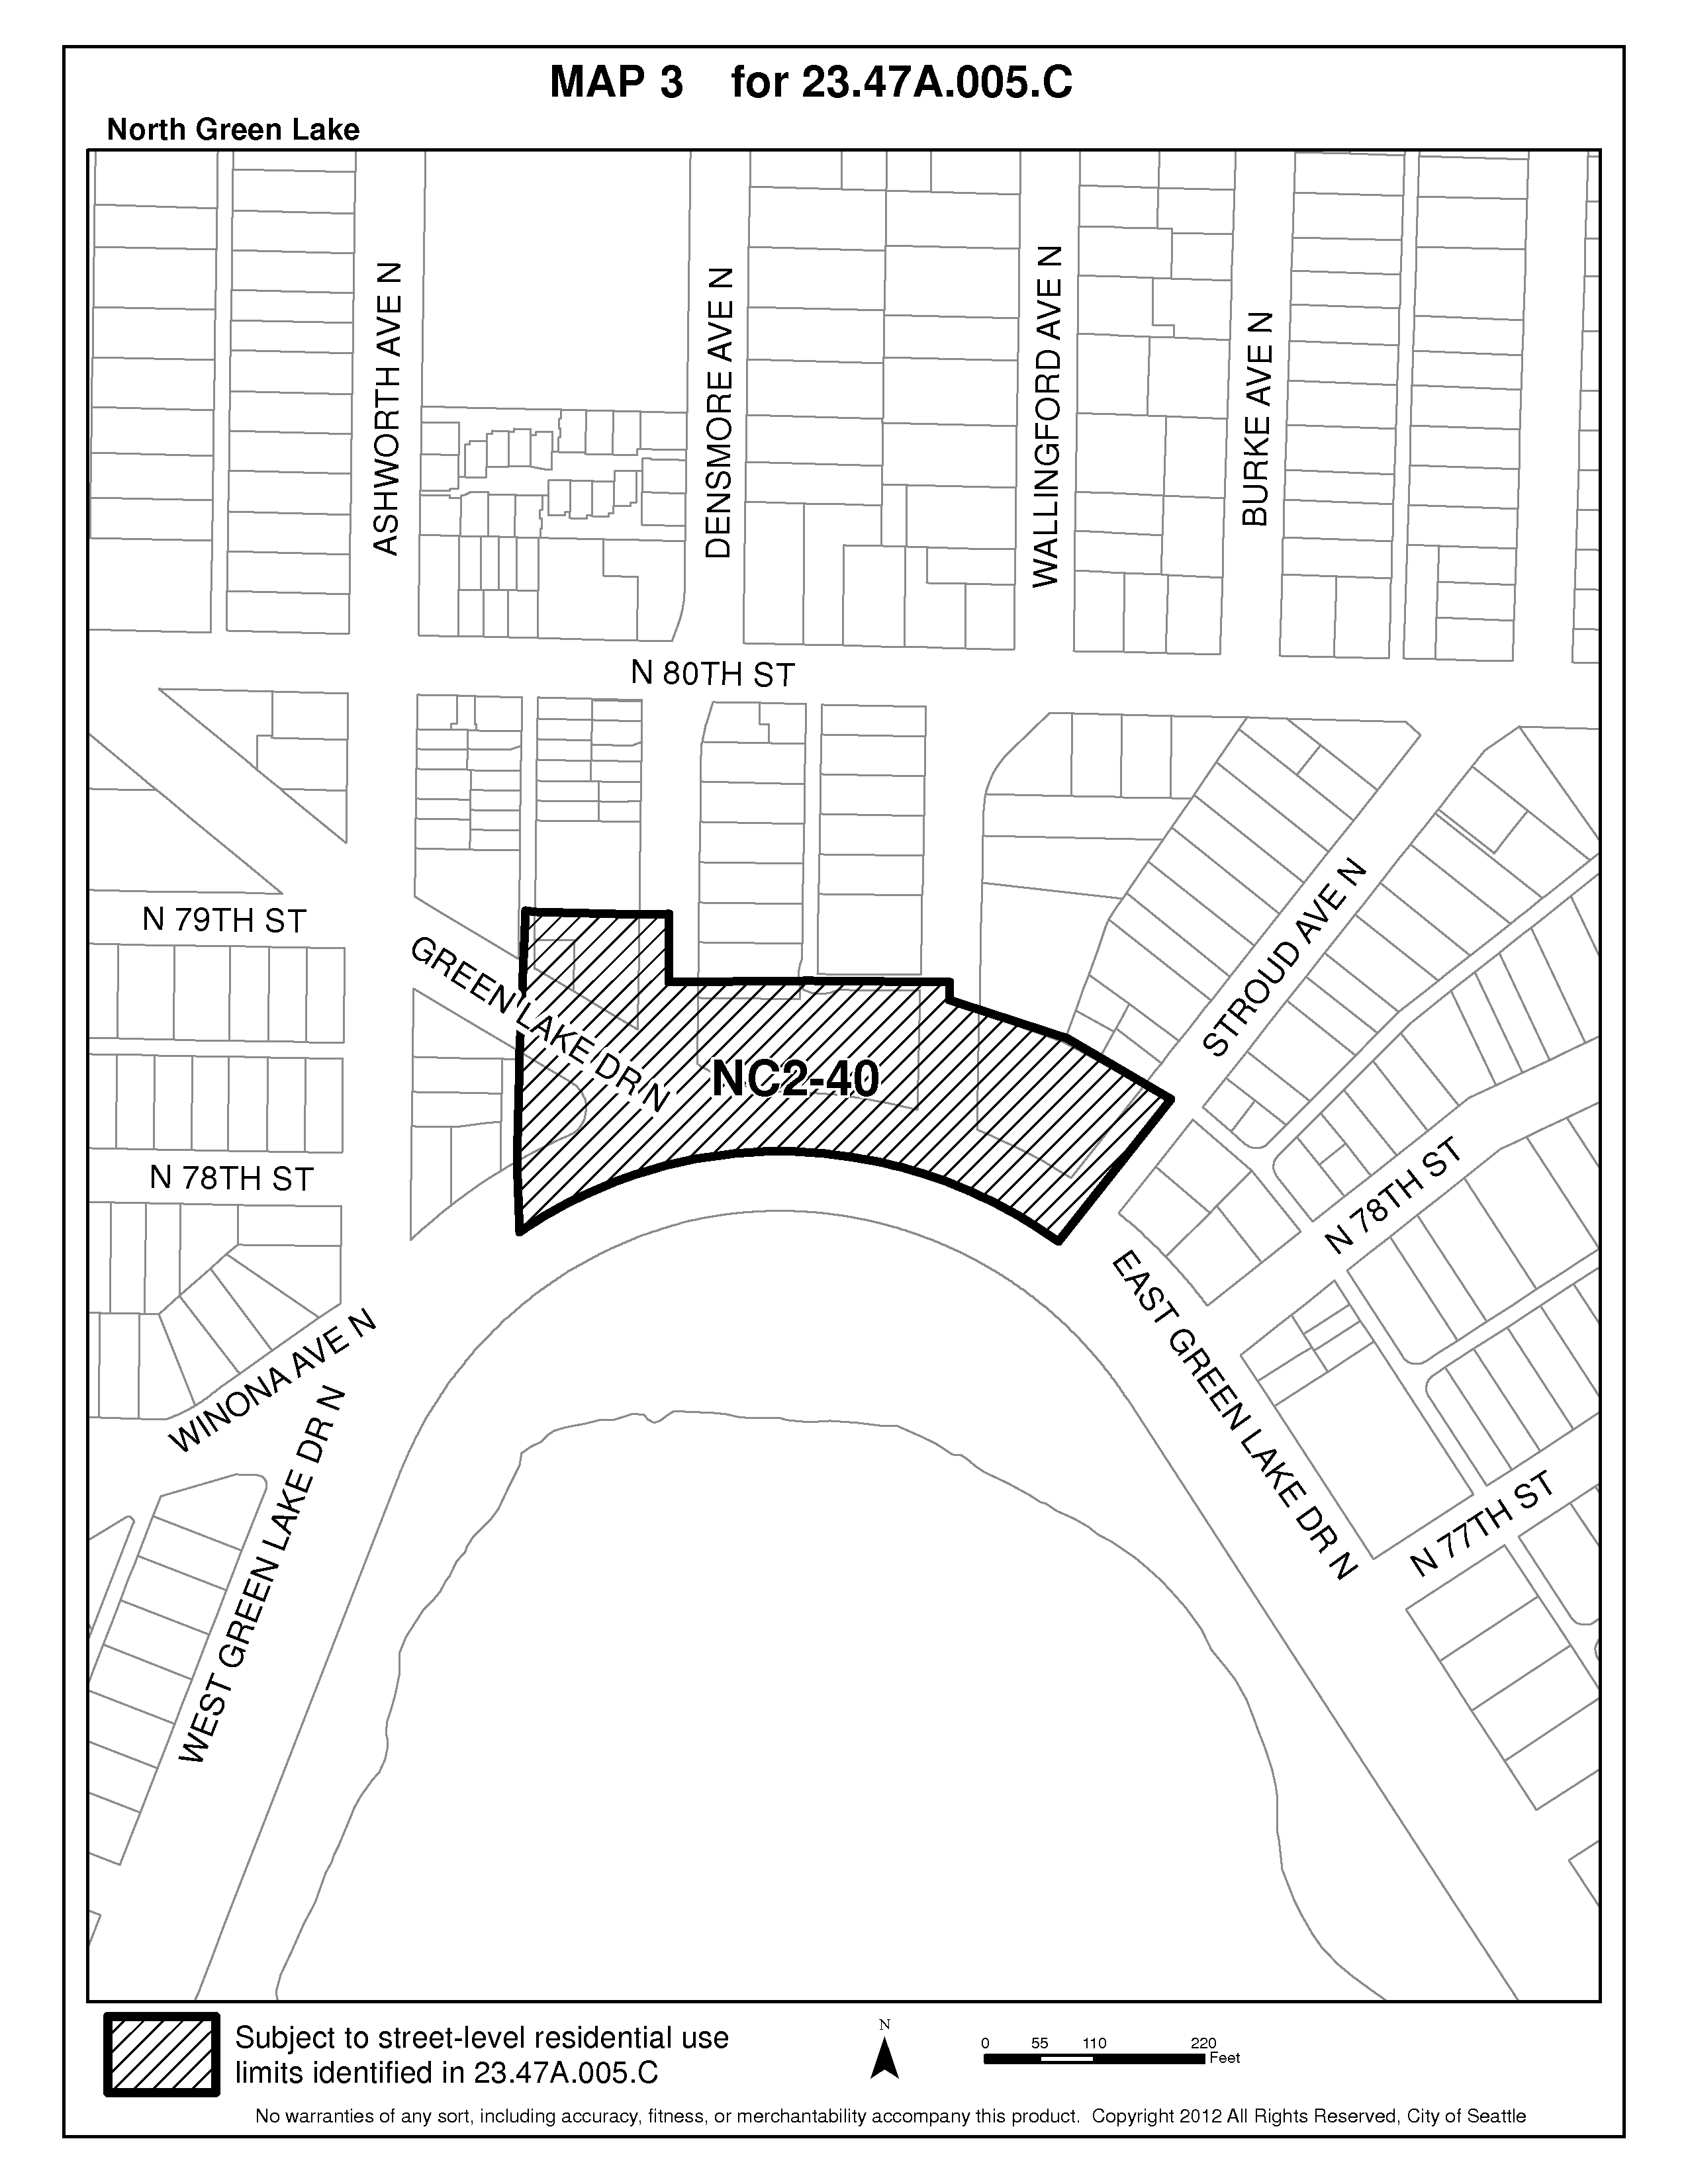 MAP 3 for 23.47A.005.C
North Green Lake
ASHWORTH AVE N
DENSMORE AVE N
WALLINGFORD AVE N
BURKE AVE N
N 80TH ST
STROUD AVE N
N 79TH ST
GREEN LAKE DR N
NC2-40
N 78TH ST
N 78TH ST
WINONA AVE N
EAST GREEN LAKE DR N
WEST GREEN LAKE DR N
N 77TH ST
Subject to street-level residential use
limits identified in 23.47A.005.C
N
0 55 110 220
Feet
No warranties of any sort, including accuracy, fitness, or merchantability accompany this product. Copyright 2012 All Rights Reserved, City of Seattle